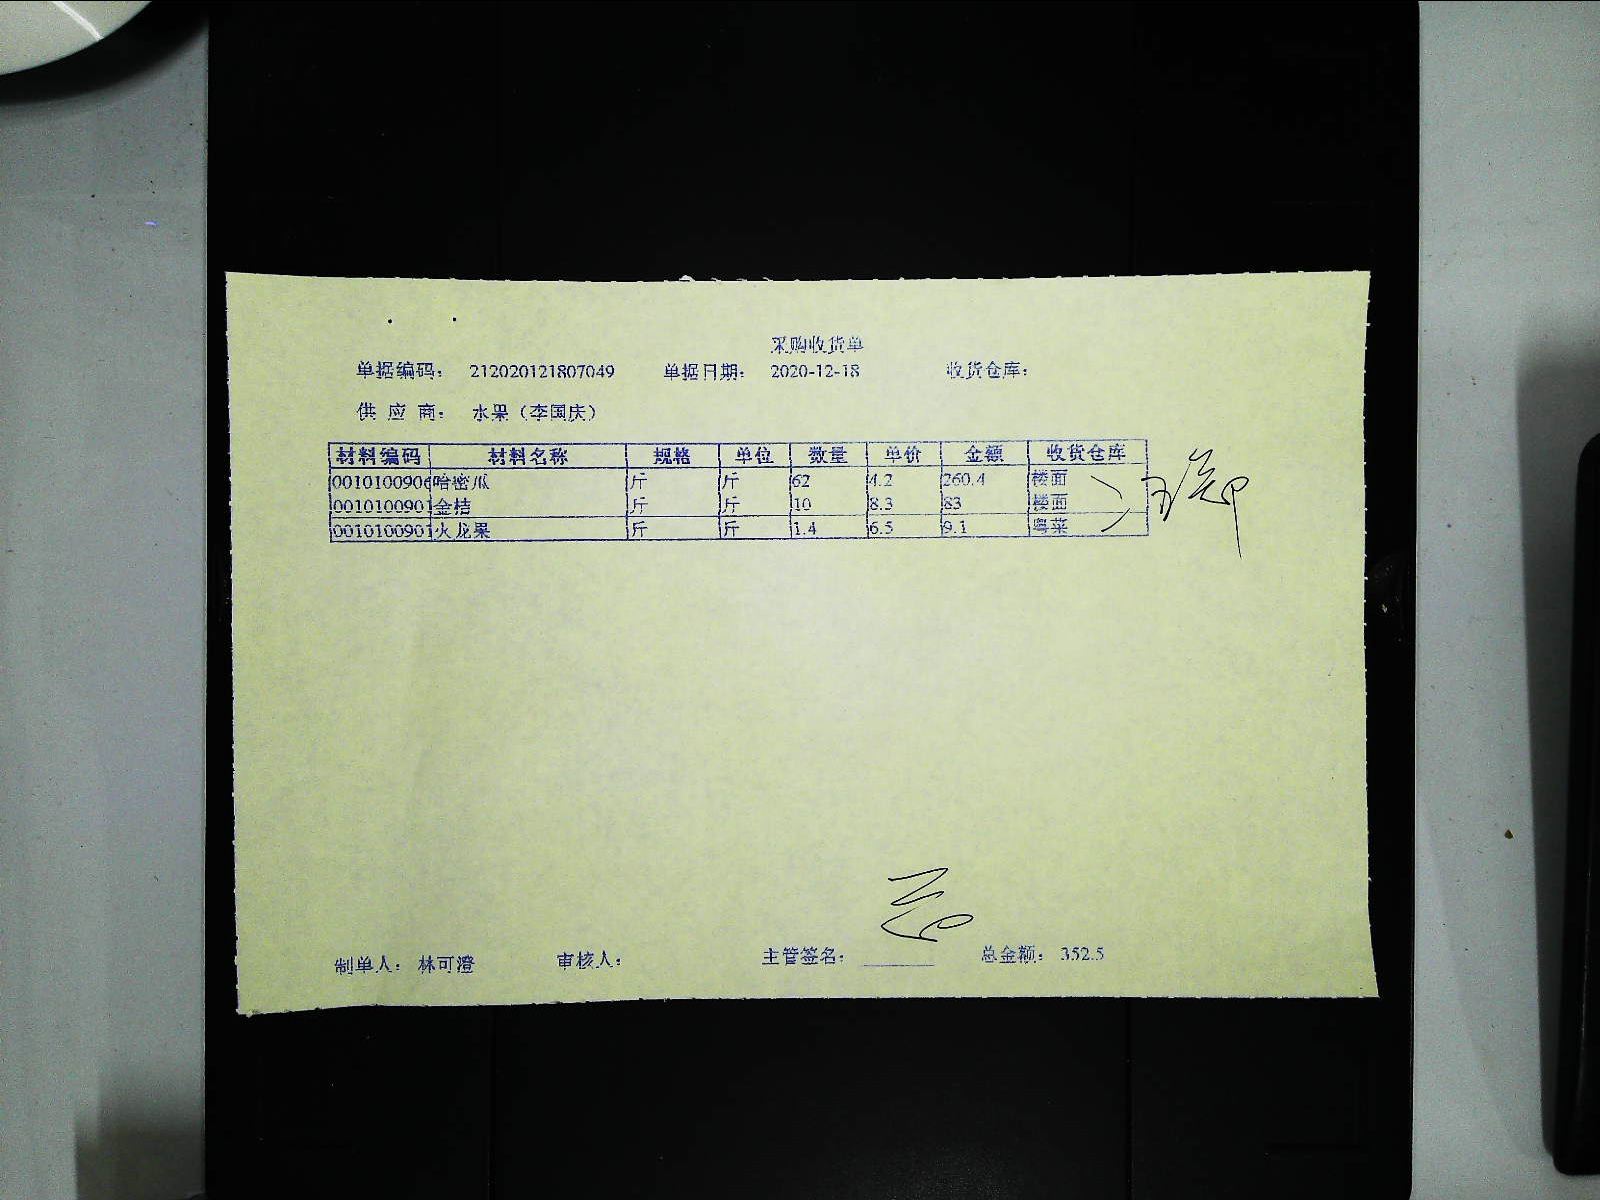 采购收货单
单据编码： 212020121807049 单据日期： 2020-12-18 收货仓库：
供 应 商： 水果（李国庆）
材料编码 材料名称 规格 单位 数量 单价 金额 收货仓库
0010100906 哈密瓜 斤 斤 62 4.2 260.4 楼面
0010100901 金桔 斤 斤 10 8.3 83 楼面
0010100901 火龙果 斤 斤 1.4 6.5 9.1 粤菜
制单人： 林可澄 审核人： 主管签名： 总金额： 352.5